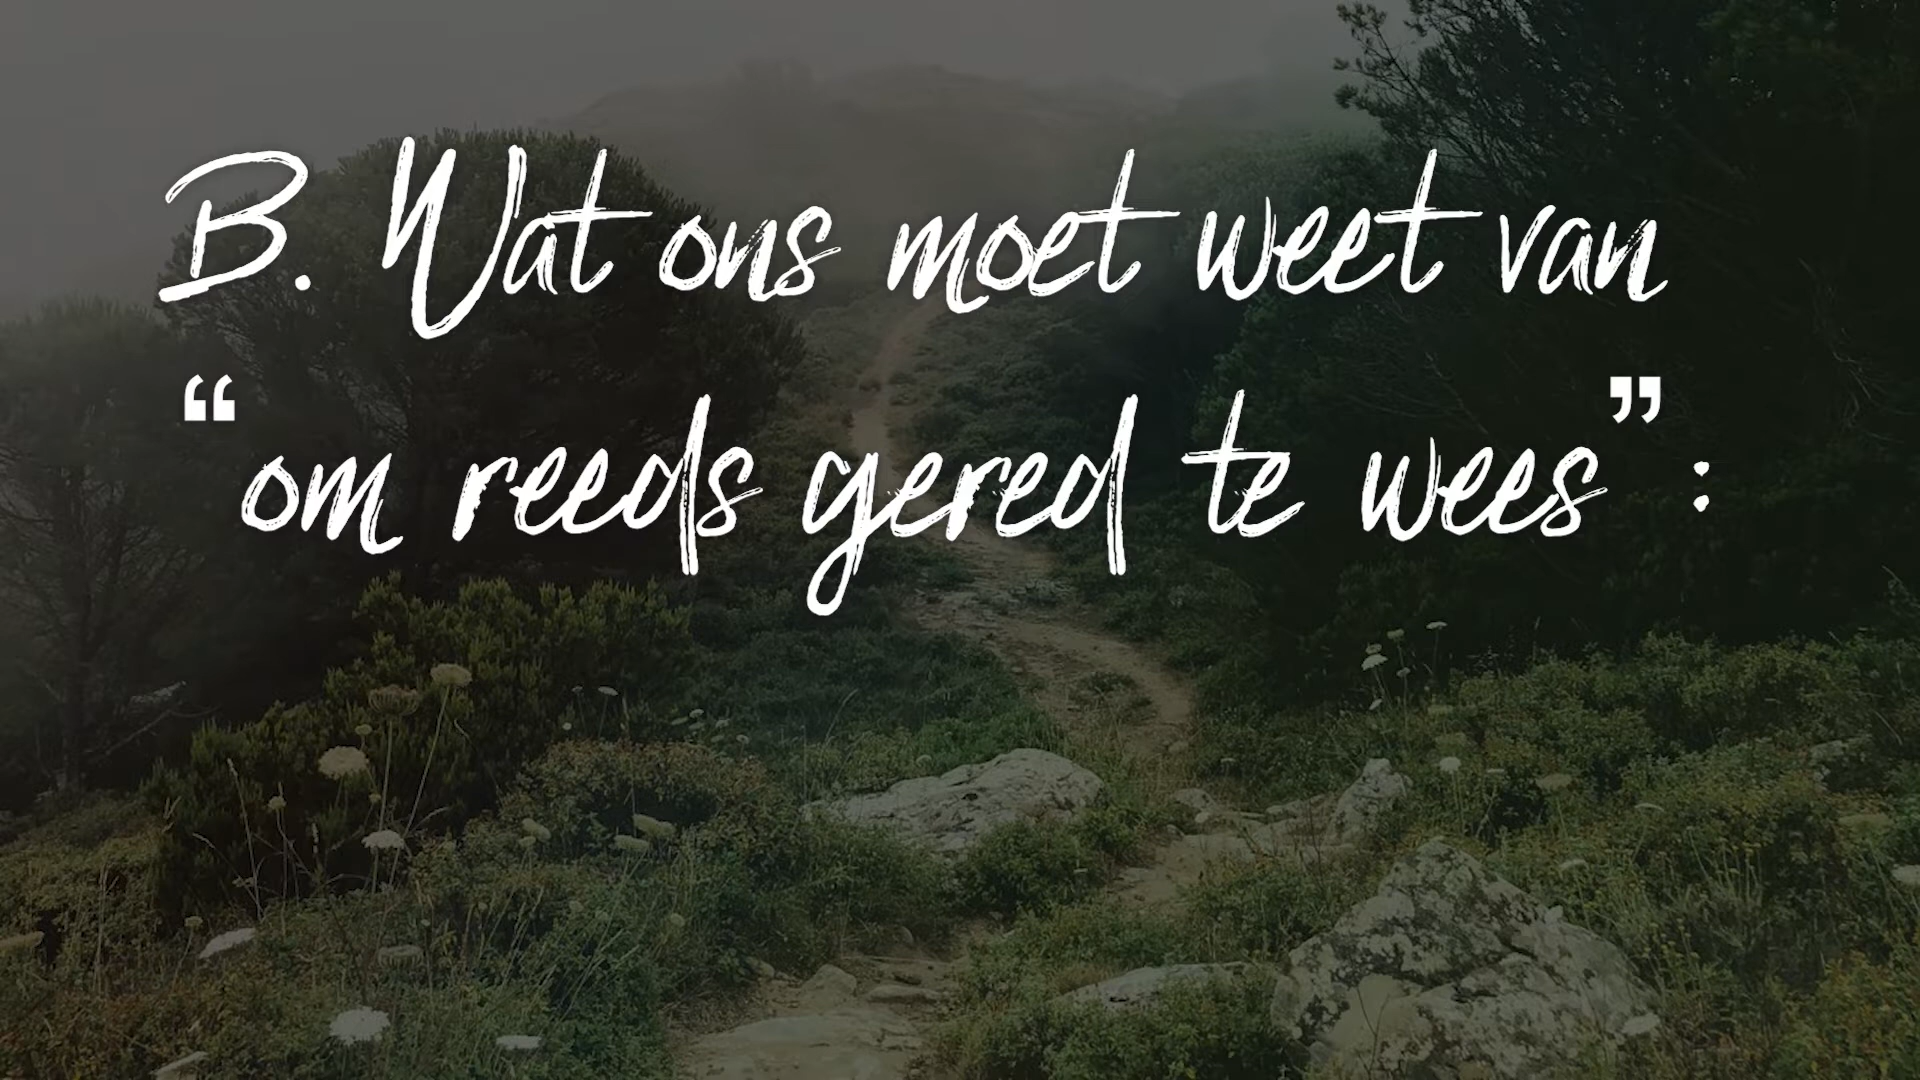 B. Wat ons moet weet van
“om reeds gered te wees”: